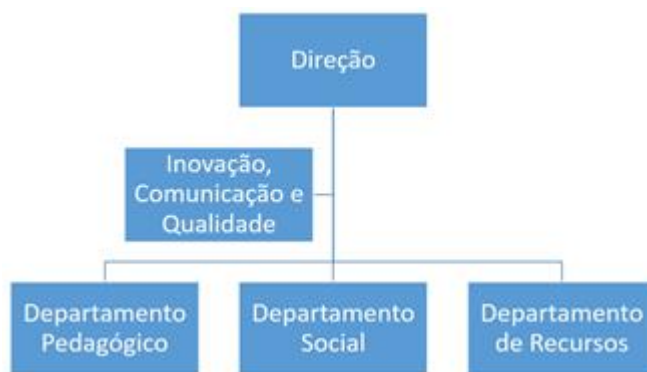 Direção
Inovação,
Comunicação e
Qualidade
Departamento
Pedagógico
Departamento
Social
Departamento
de Recursos